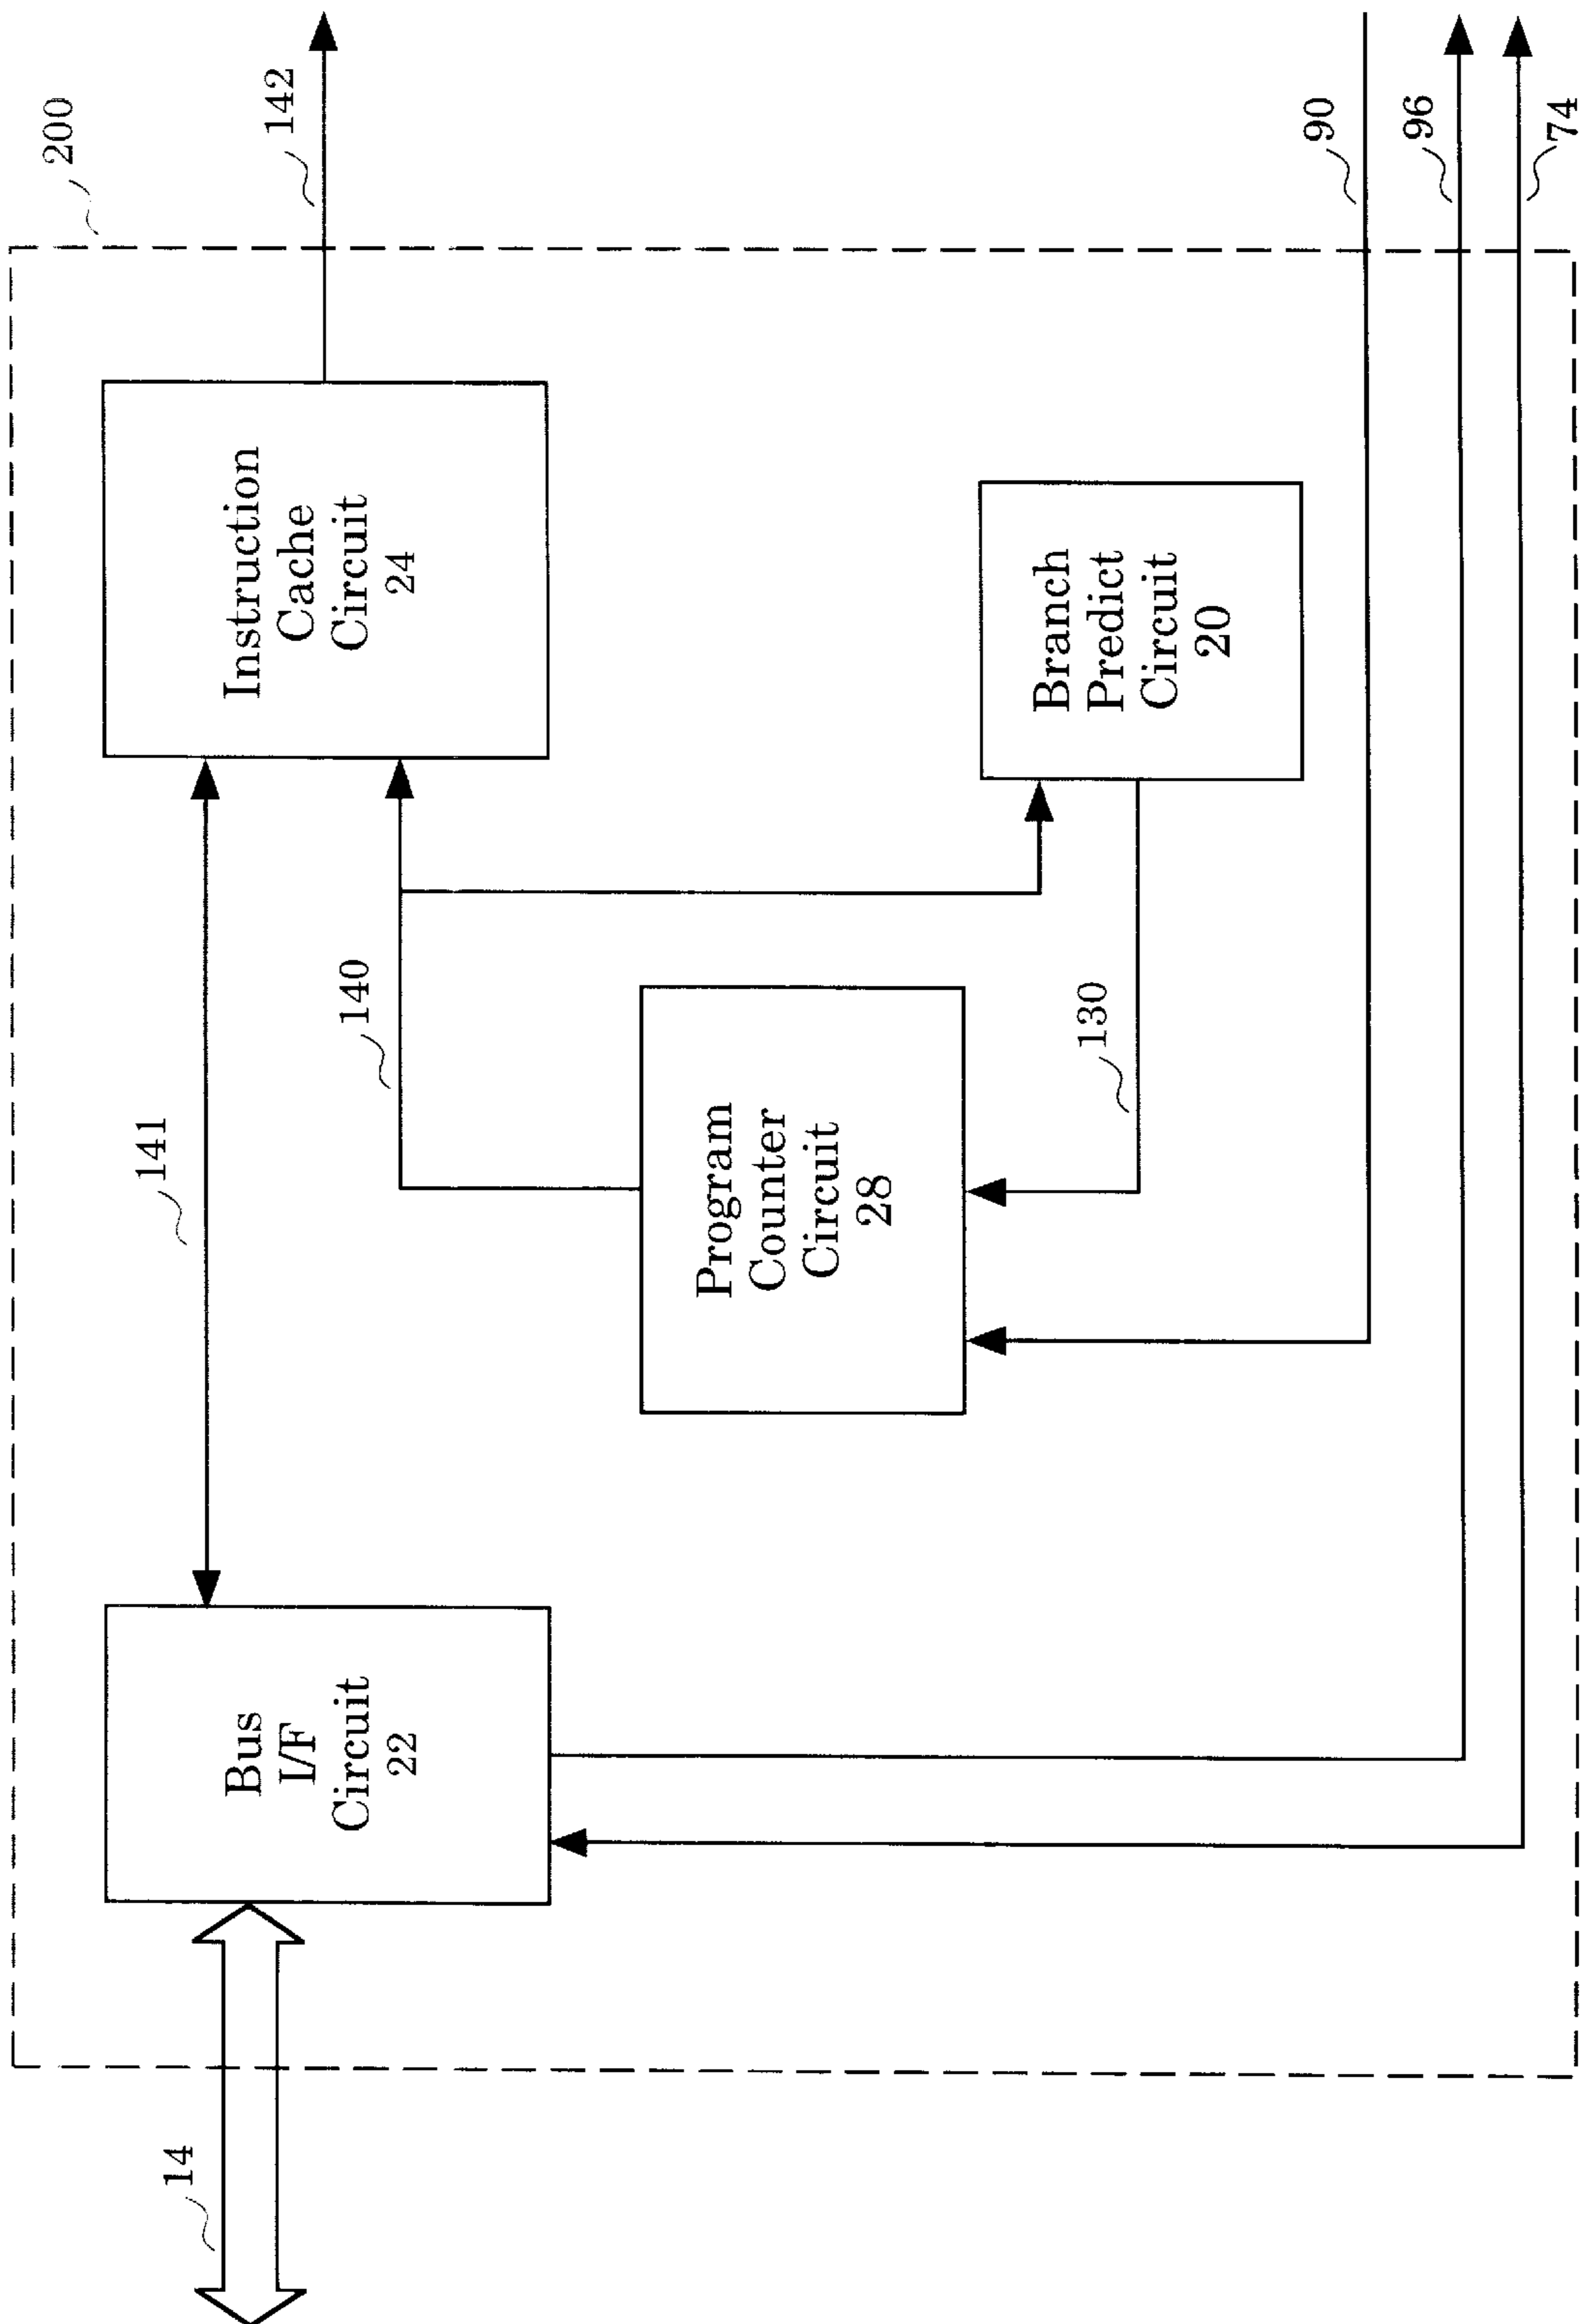 200
142
141
140
14
Bus
I/F
Circuit
22
Instruction
Cache
Circuit
24
Program
Counter
Circuit
28
Branch
Predict
Circuit
20
130
90
96
74